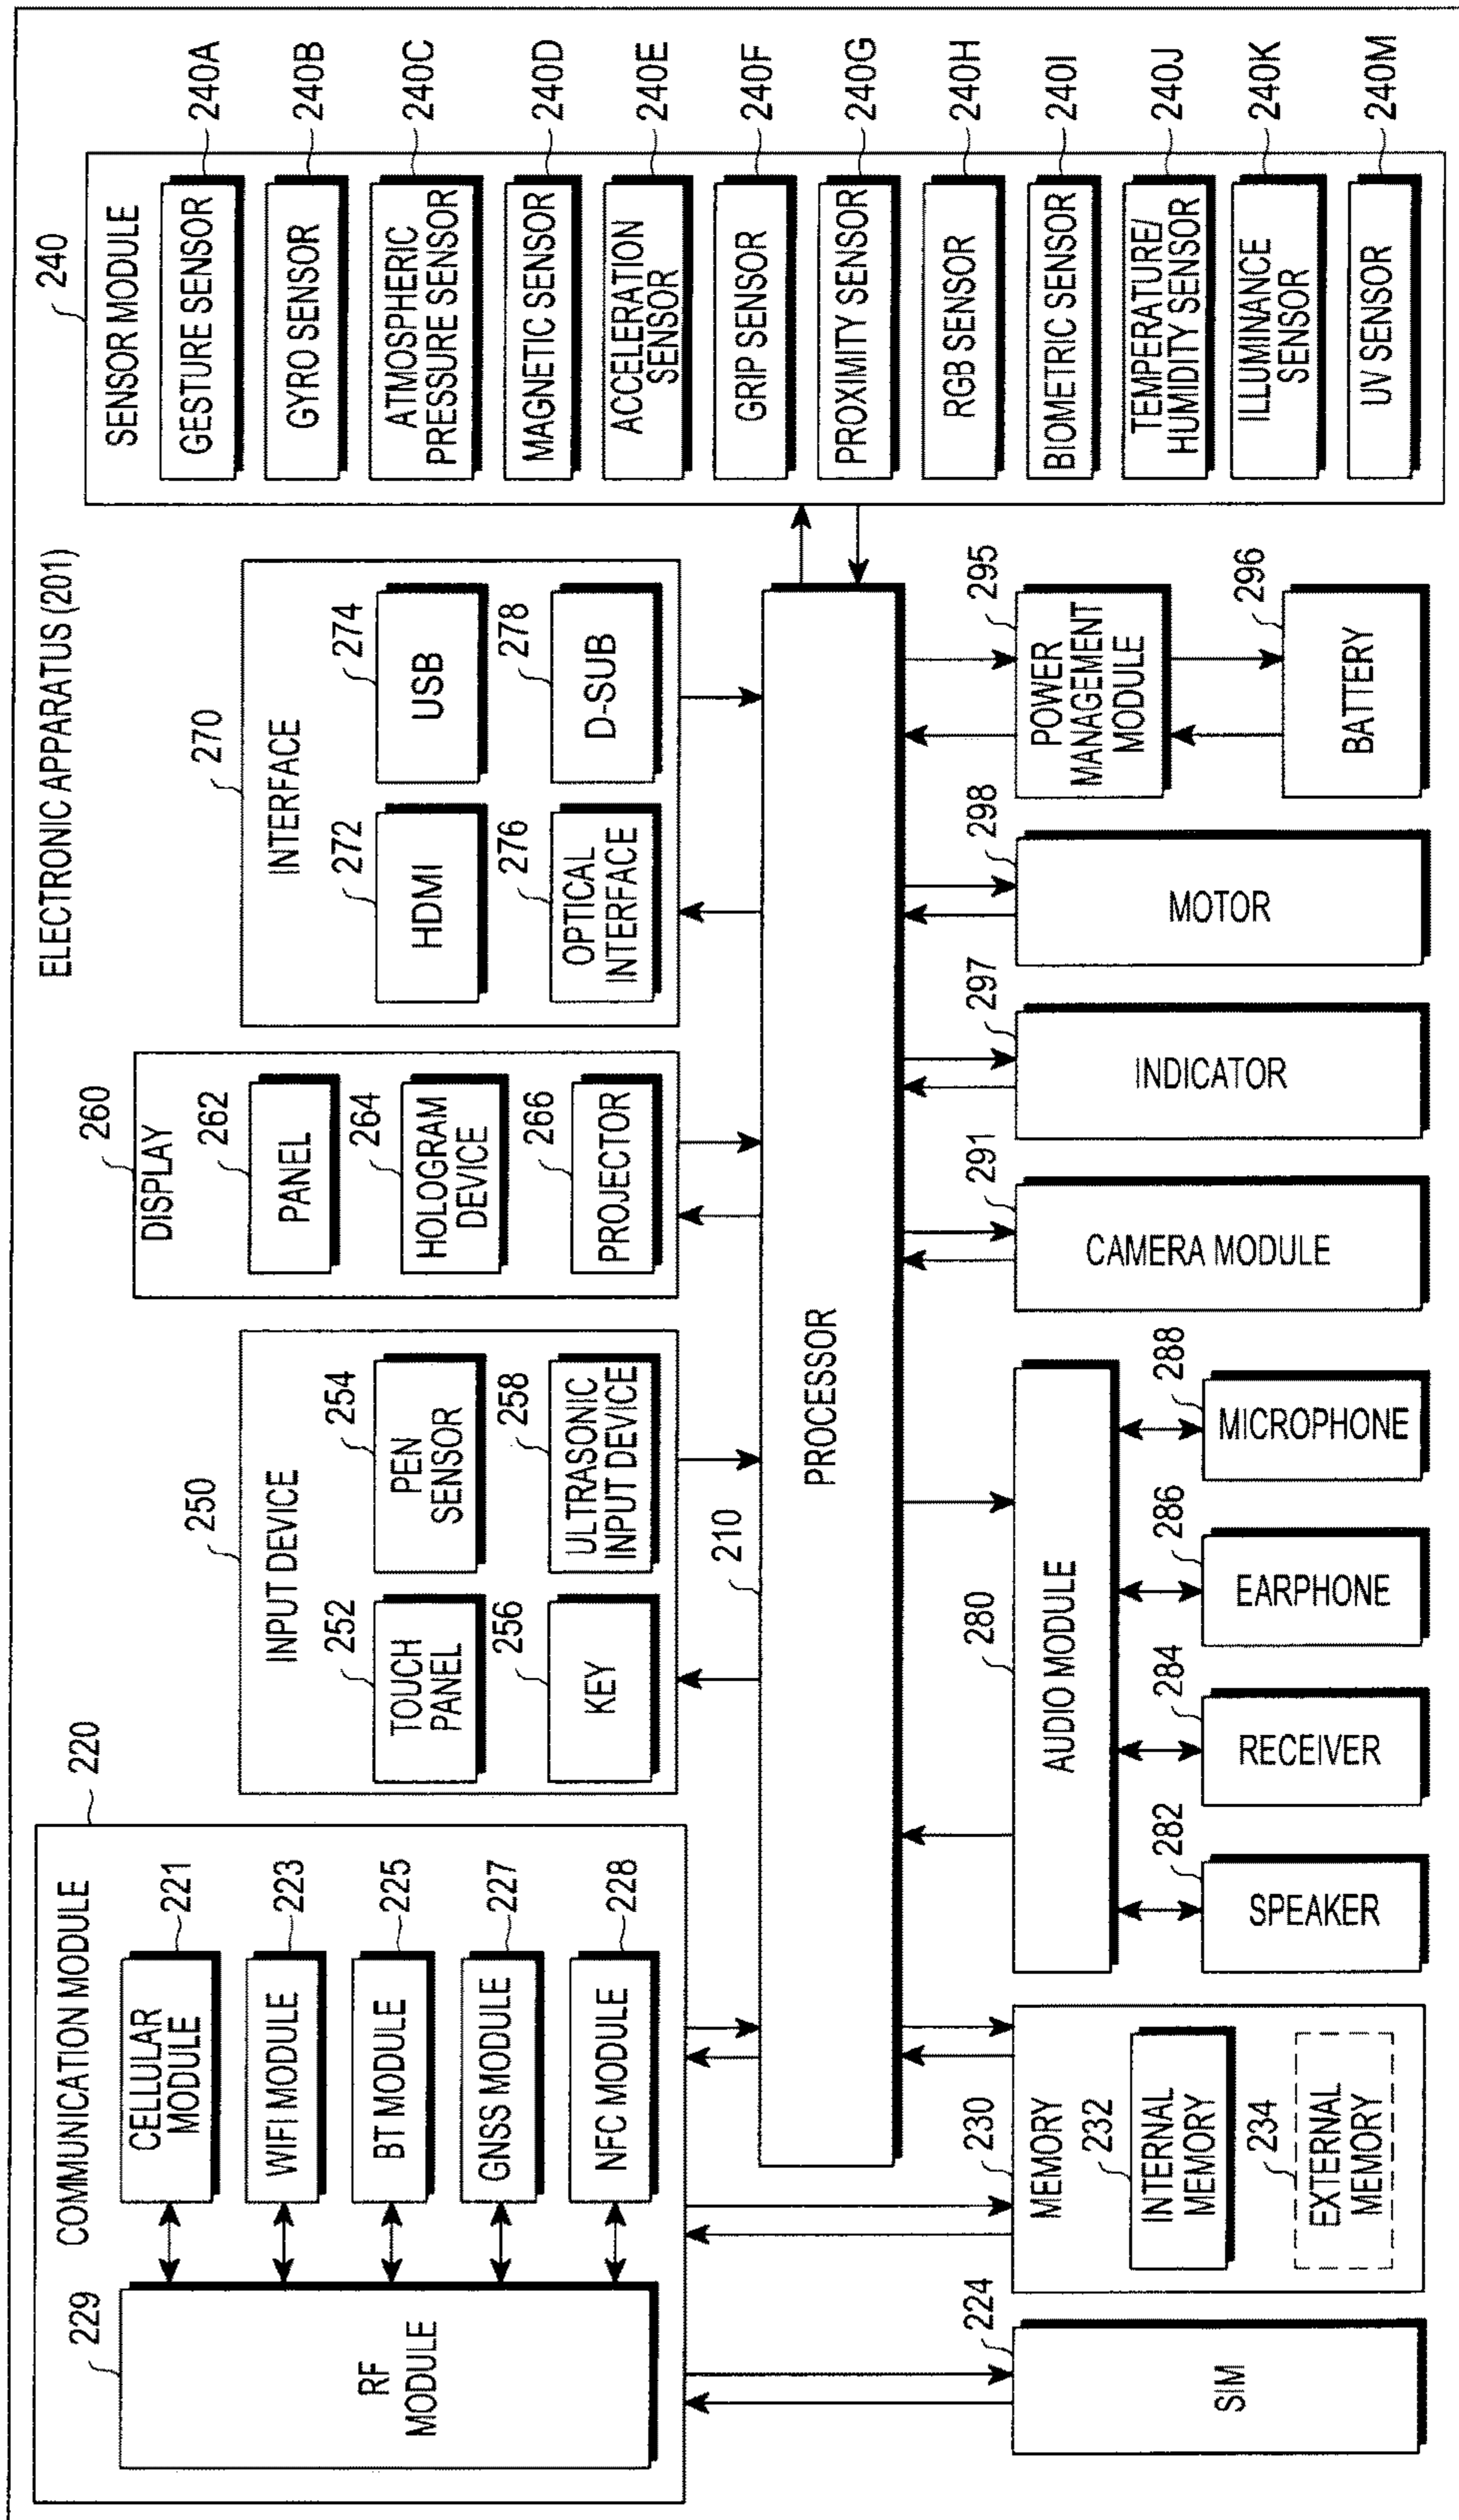 ELECTRONIC APPARATUS (201)
220
COMMUNICATION MODULE
229
RF
MODULE
CELLULAR
MODULE
221
WIFI MODULE
223
BT MODULE
225
GNSS MODULE
227
NFC MODULE
228
250
INPUT DEVICE
252
TOUCH
PANEL
254
PEN
SENSOR
256
KEY
258
ULTRASONIC
INPUT DEVICE
260
DISPLAY
262
PANEL
264
HOLOGRAM
DEVICE
266
PROJECTOR
270
INTERFACE
272
HDMI
274
USB
276
OPTICAL
INTERFACE
278
D-SUB
240
SENSOR MODULE
GESTURE SENSOR
240A
GYRO SENSOR
240B
ATMOSPHERIC
PRESSURE SENSOR
240C
MAGNETIC SENSOR
240D
ACCELERATION
SENSOR
240E
GRIP SENSOR
240F
PROXIMITY SENSOR
240G
RGB SENSOR
240H
BIOMETRIC SENSOR
240I
TEMPERATURE/
HUMIDITY SENSOR
240J
ILLUMINANCE
SENSOR
240K
UV SENSOR
240M
210
PROCESSOR
224
SIM
230
MEMORY
232
INTERNAL
MEMORY
234
EXTERNAL
MEMORY
280
AUDIO MODULE
282
SPEAKER
284
RECEIVER
286
EARPHONE
288
MICROPHONE
291
CAMERA MODULE
297
INDICATOR
298
MOTOR
295
POWER
MANAGEMENT
MODULE
296
BATTERY